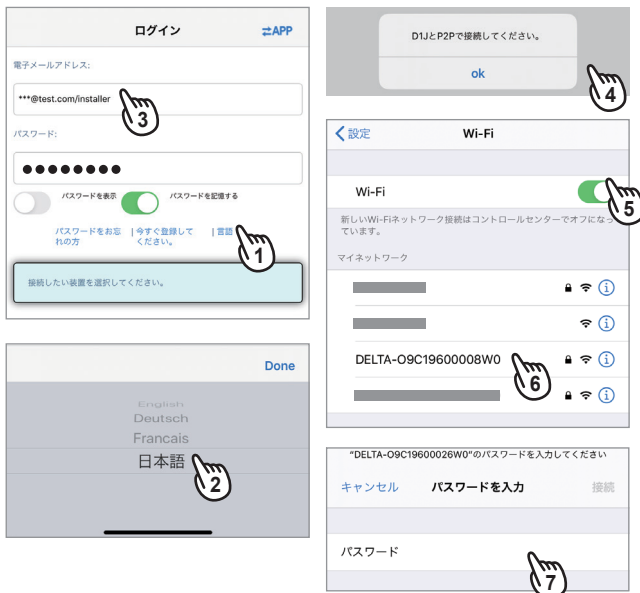 ログイン
⇄APP
電子メールアドレス:
***@test.com/installer
3
パスワード:
●●●●●●●●
パスワードを表示
パスワードを記憶する
パスワードをお忘
れの方
|今すぐ登録して
ください。
|言語
1
接続したい装置を選択してください。
Done
English
Deutsch
Francais
日本語
2
D1JとP2Pで接続してください。
ok
4
設定
Wi-Fi
Wi-Fi
5
新しいWi-Fiネットワーク接続はコントロールセンターでオフになっ
ています。
マイネットワーク
DELTA-O9C19600008W0
6
"DELTA-O9C19600026W0"のパスワードを入力してください
キャンセル
パスワードを入力
接続
パスワード
7